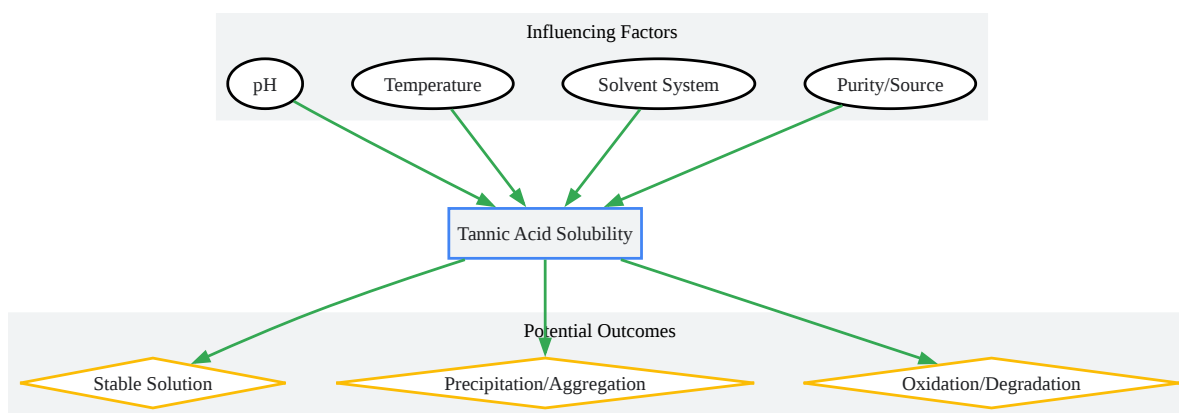 Influencing Factors
pH
Temperature
Solvent System
Purity/Source
Tannic Acid Solubility
Potential Outcomes
Stable Solution
Precipitation/Aggregation
Oxidation/Degradation